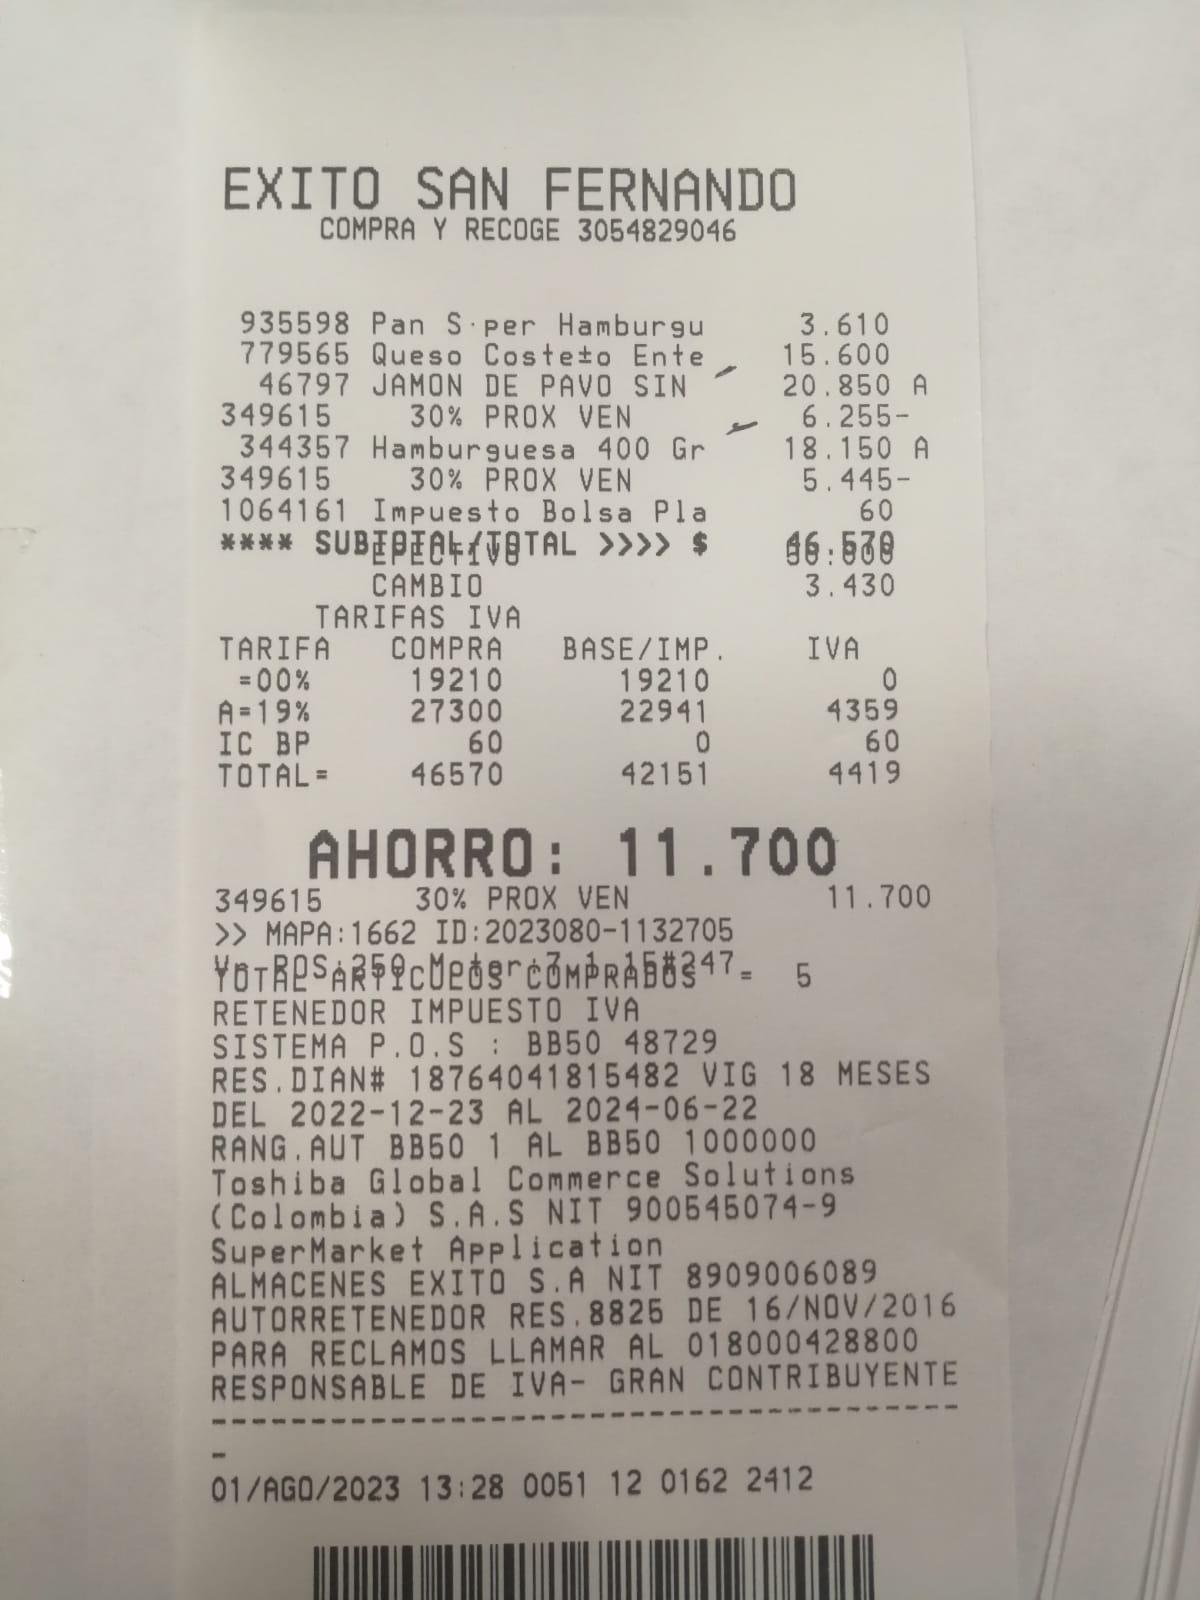 EXITO SAN FERNANDO
COMPRA Y RECOGE 3054829046
935598 Pan S·per Hamburgu 3.610
779565 Queso Coste±o Ente 15.600
46797 JAMON DE PAVO SIN 20.850 A
349615 30% PROX VEN 6.255-
344357 Hamburguesa 400 Gr 18.150 A
349615 30% PROX VEN 5.445-
1064161 Impuesto Bolsa Pla 60
**** SUBTOTAL/TOTAL >>>> $ 46.570
EFECTIVO 50.000
CAMBIO 3.430
TARIFAS IVA
TARIFA COMPRA BASE/IMP. IVA
=00% 19210 19210 0
A=19% 27300 22941 4359
IC BP 60 0 60
TOTAL= 46570 42151 4419
AHORRO: 11.700
349615 30% PROX VEN 11.700
>> MAPA:1662 ID:2023080-1132705
TOTAL ARTICULOS COMPRADOS = 5
RETENEDOR IMPUESTO IVA
SISTEMA P.O.S : BB50 48729
RES.DIAN# 18764041815482 VIG 18 MESES
DEL 2022-12-23 AL 2024-06-22
RANG.AUT BB50 1 AL BB50 1000000
Toshiba Global Commerce Solutions
(Colombia) S.A.S NIT 900545074-9
SuperMarket Application
ALMACENES EXITO S.A NIT 8909006089
AUTORRETENEDOR RES.8825 DE 16/NOV/2016
PARA RECLAMOS LLAMAR AL 018000428800
RESPONSABLE DE IVA- GRAN CONTRIBUYENTE
--------------------------------------
-
01/AGO/2023 13:28 0051 12 0162 2412